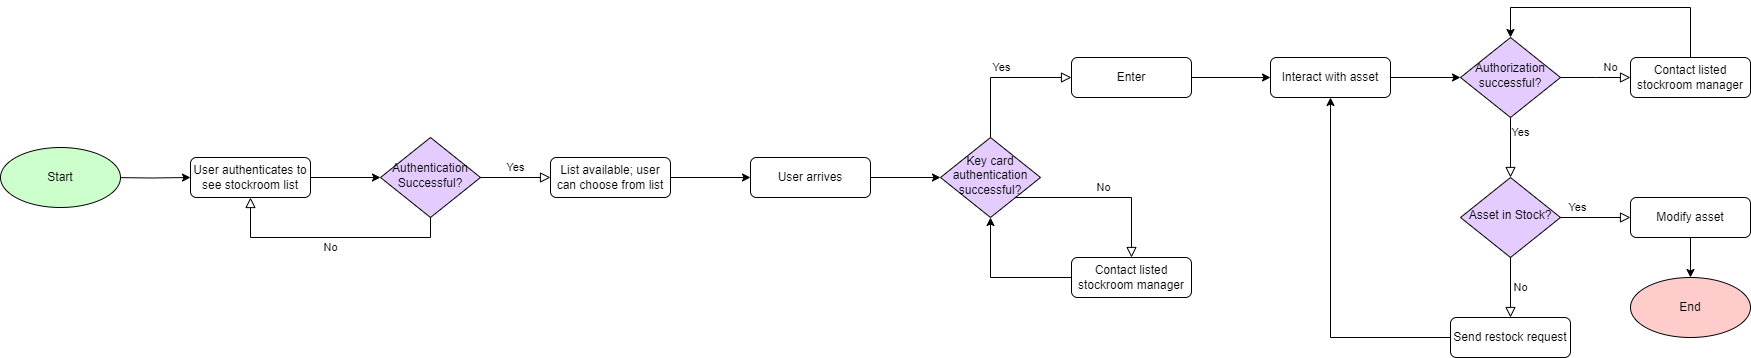 Start
User authenticates to
see stockroom list
Authentication
Successful?
Yes
No
List available; user
can choose from list
User arrives
Key card
authentication
successful?
Yes
No
Contact listed
stockroom manager
Enter
Interact with asset
Authorization
successful?
No
Contact listed
stockroom manager
Yes
Asset in Stock?
Yes
Modify asset
No
Send restock request
End